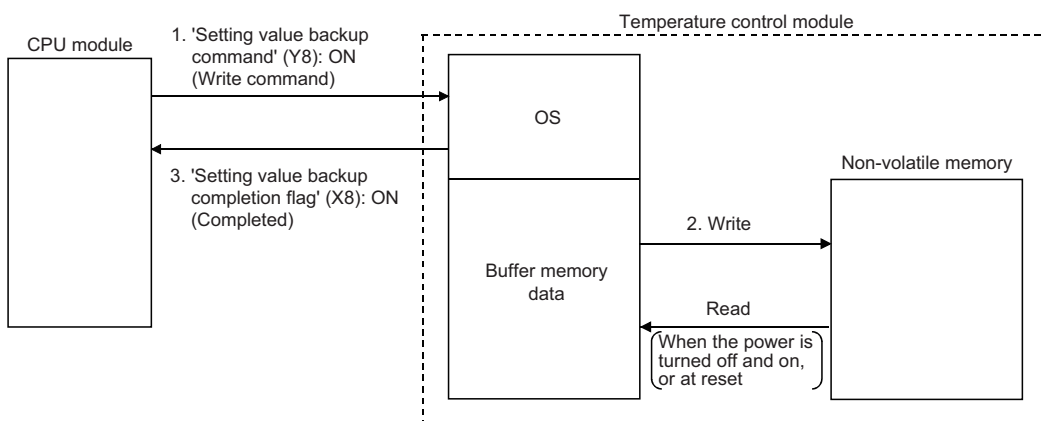 Temperature control module
CPU module
1. 'Setting value backup
command' (Y8): ON
(Write command)
OS
3. 'Setting value backup
completion flag' (X8): ON
(Completed)
Non-volatile memory
2. Write
Buffer memory
data
Read
When the power is
turned off and on,
or at reset